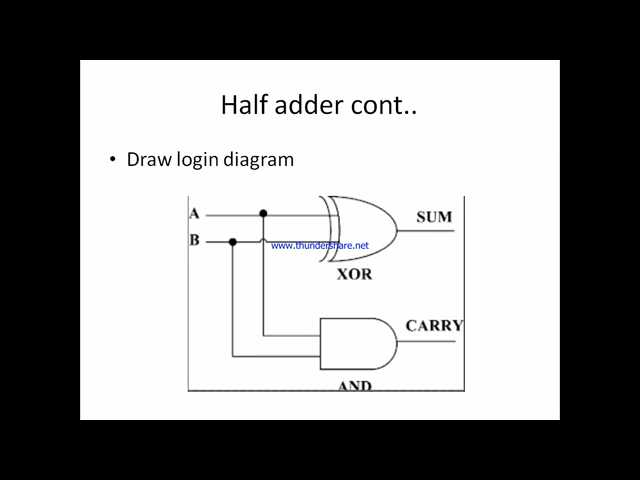 Half adder cont..
• Draw login diagram
A
SUM
B
www.thundershare.net
XOR
CARRY
AND